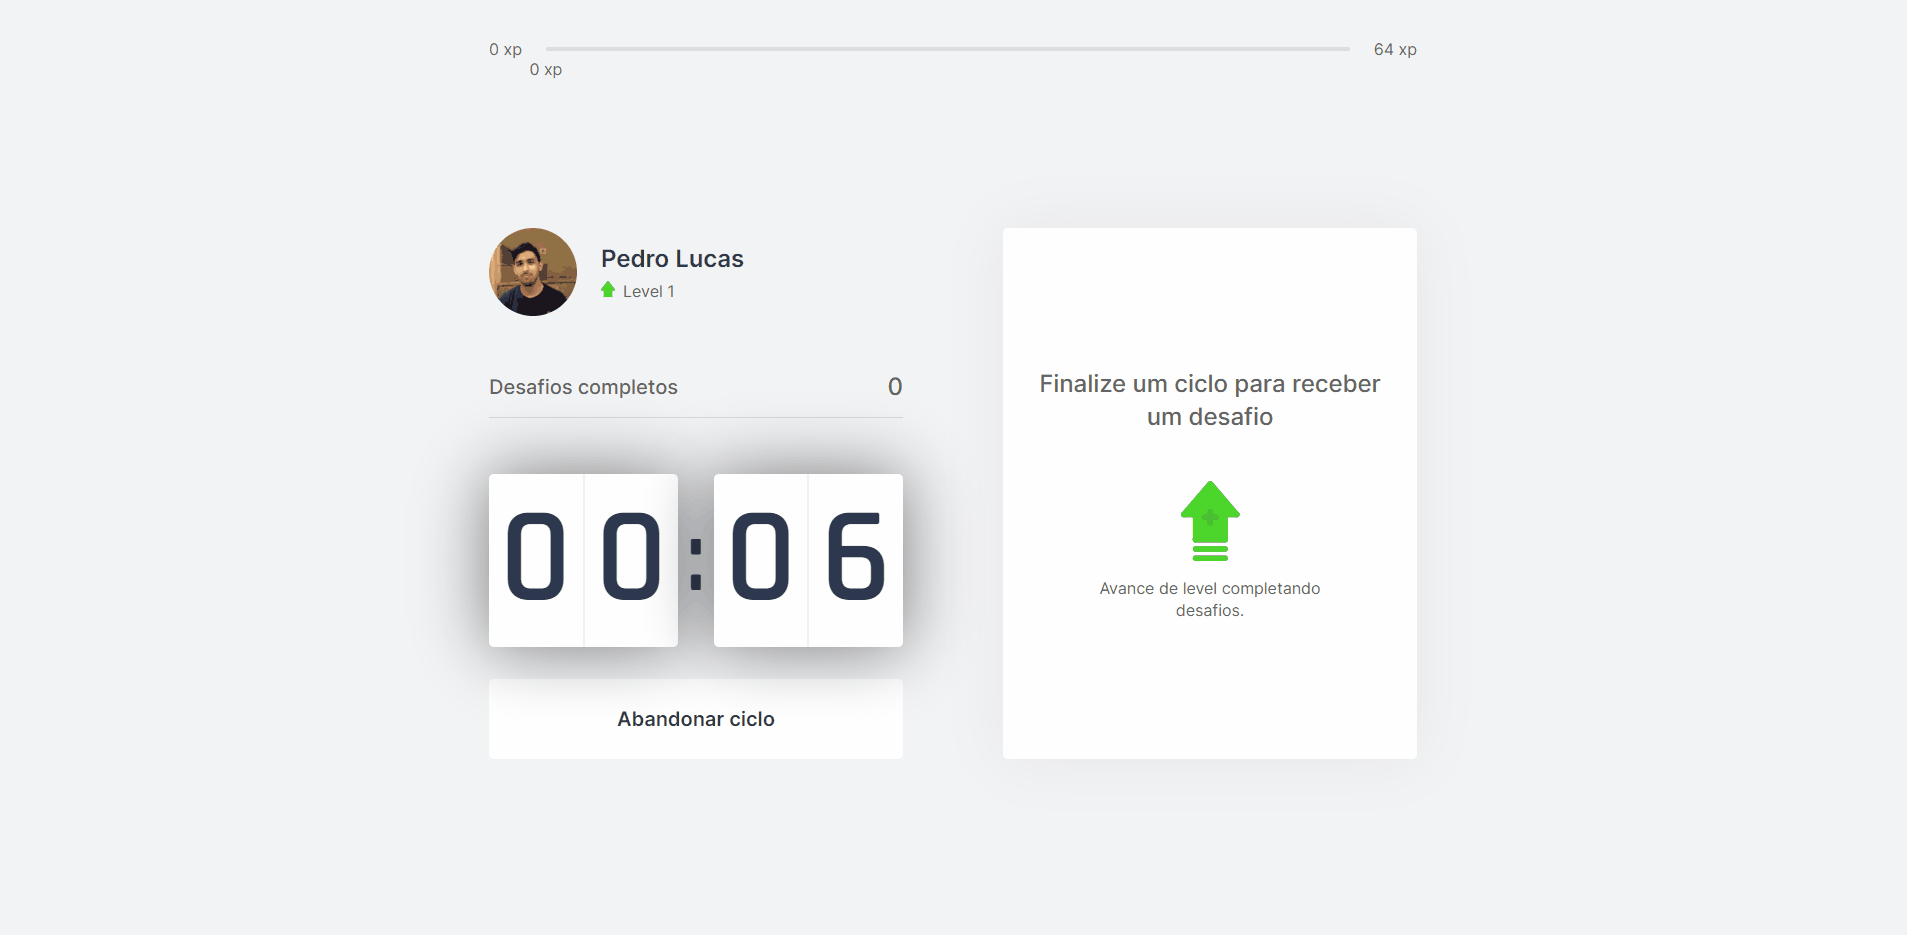 0 xp
64 xp
0 xp
Pedro Lucas
Level 1
Desafios completos
0
00:06
Abandonar ciclo
Finalize um ciclo para receber
um desafio
Avance de level completando
desafios.